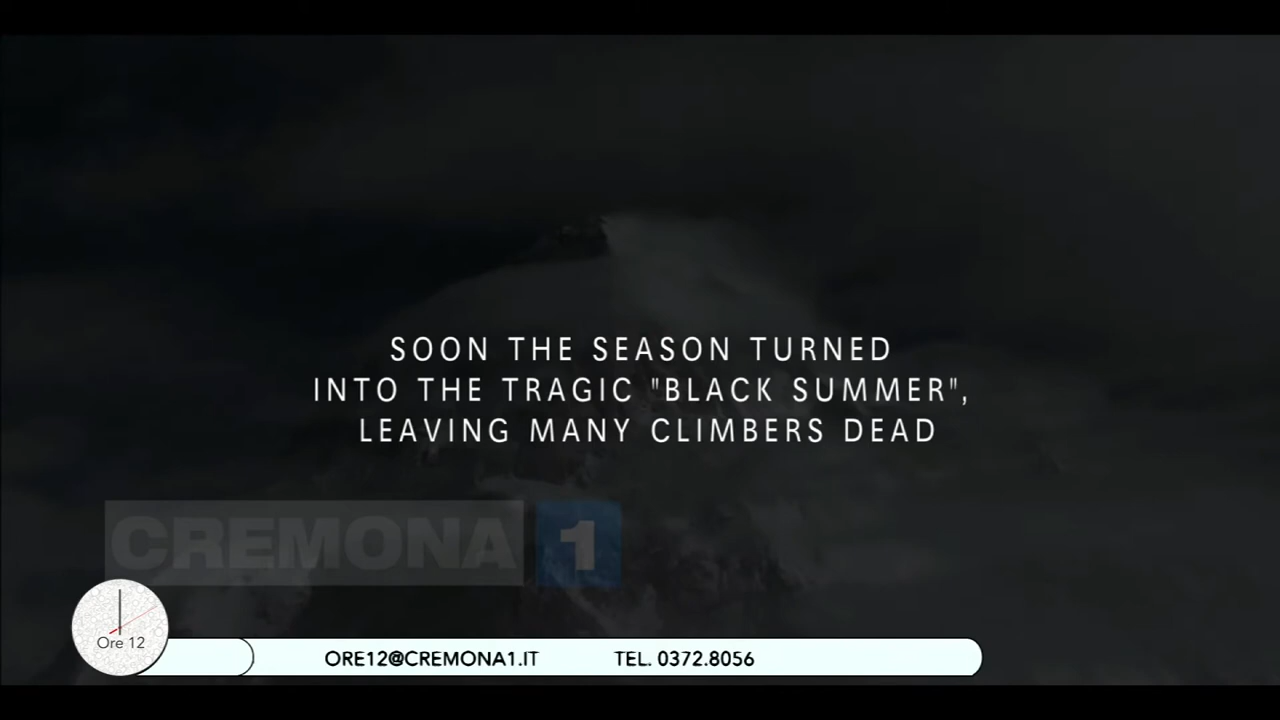 SOON THE SEASON TURNED
INTO THE TRAGIC "BLACK SUMMER",
LEAVING MANY CLIMBERS DEAD
CREMONA 1
Ore 12
ORE12@CREMONA1.IT TEL. 0372.8056